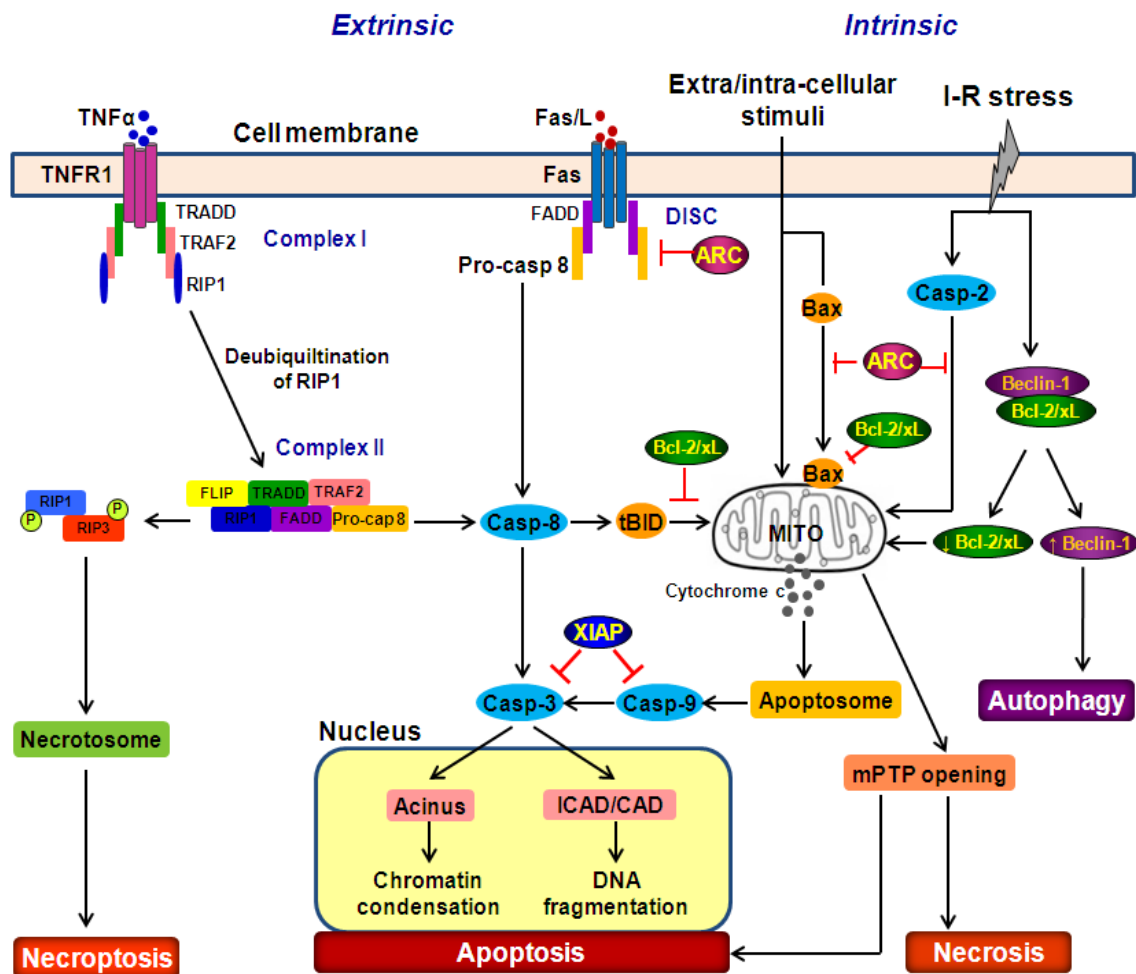 Extrinsic
Intrinsic
Extra/intra-cellular
stimuli
I-R stress
TNFα
Cell membrane
Fas/L
TNFR1
Fas
TRADD
TRAF2
RIP1
Complex I
FADD
DISC
Pro-casp 8
ARC
Casp-2
Bax
Deubiquiltination
of RIP1
ARC
Beclin-1
Bcl-2/xL
Complex II
Bcl-2/xL
Bcl-2/xL
Bax
RIP1
P
RIP3
P
FLIP
TRADD
TRAF2
RIP1
FADD
Pro-cap 8
Casp-8
tBID
MITO
↓ Bcl-2/xL
↑ Beclin-1
Cytochrome c
XIAP
Casp-3
Casp-9
Apoptosome
Autophagy
Necrotosome
Nucleus
mPTP opening
Acinus
ICAD/CAD
Chromatin
condensation
DNA
fragmentation
Necroptosis
Apoptosis
Necrosis